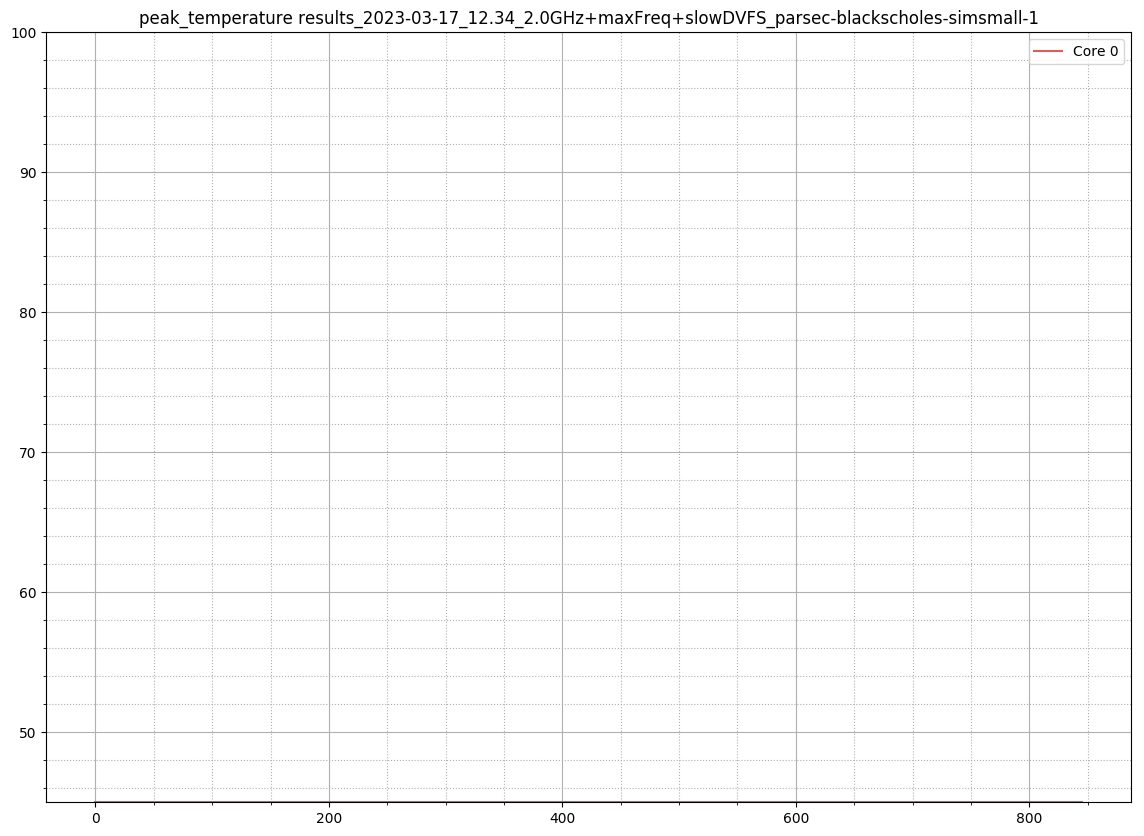 peak_temperature results_2023-03-17_12.34_2.0GHz+maxFreq+slowDVFS_parsec-blackscholes-simsmall-1
Core 0
100
90
80
70
60
50
0 200 400 600 800